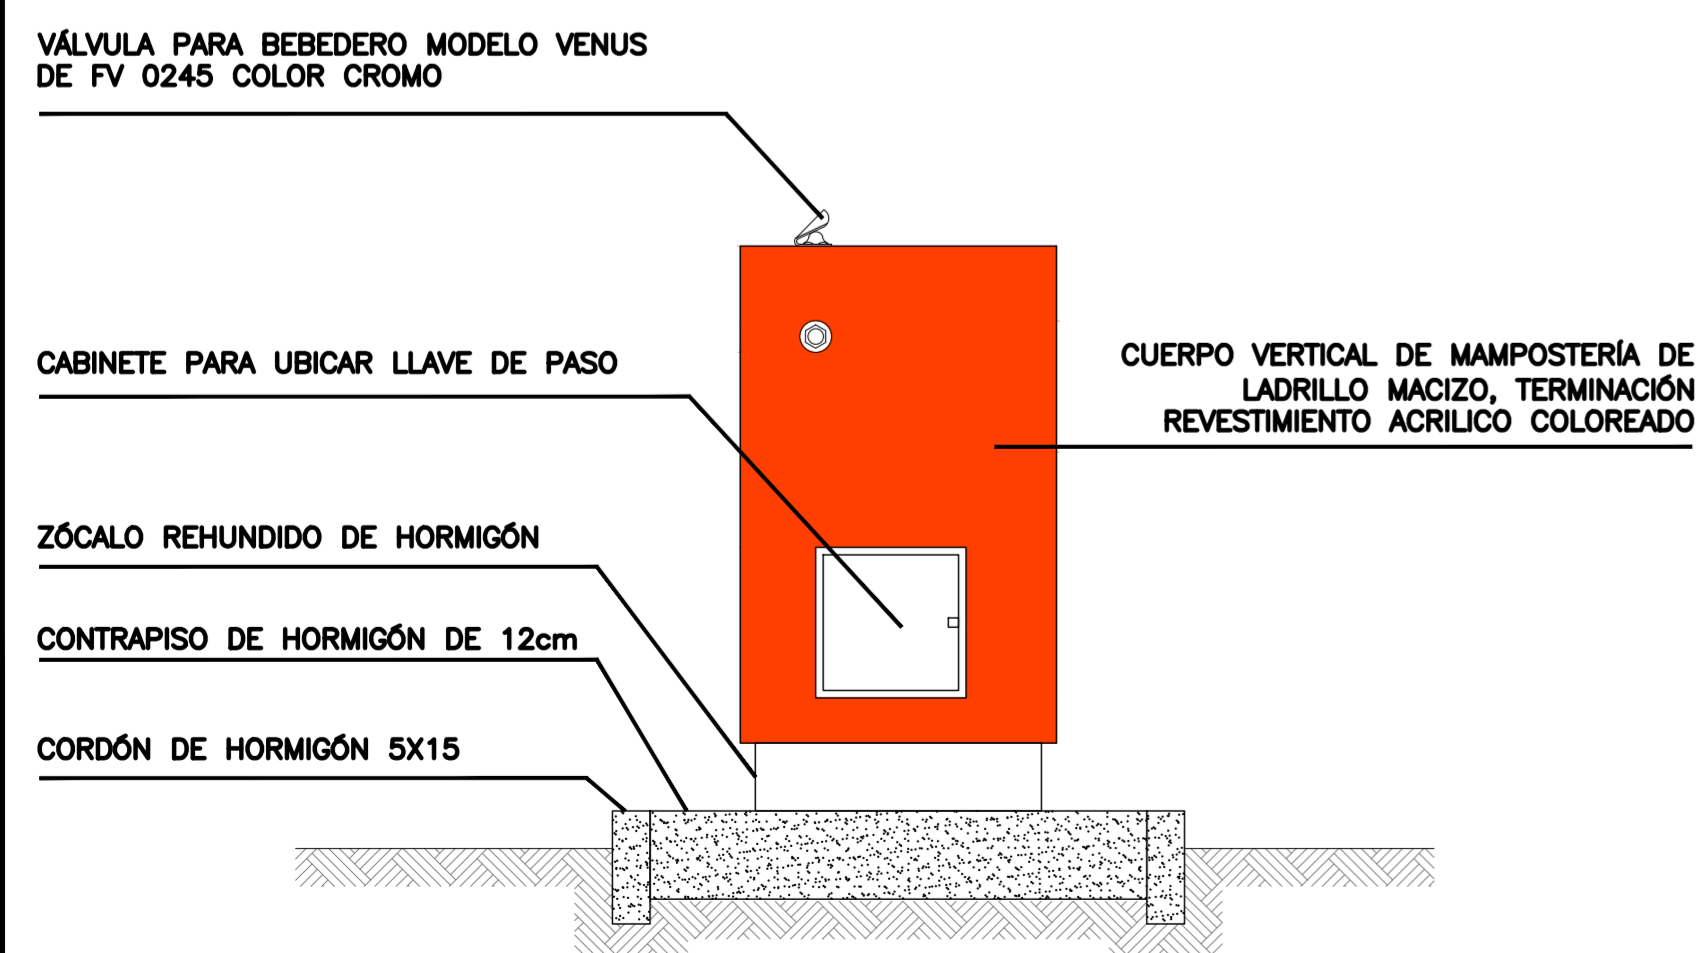 VÁLVULA PARA BEBEDERO MODELO VENUS
DE FV 0245 COLOR CROMO
CABINETE PARA UBICAR LLAVE DE PASO
CUERPO VERTICAL DE MAMPOSTERÍA DE
LADRILLO MACIZO, TERMINACIÓN
REVESTIMIENTO ACRILICO COLOREADO
ZÓCALO REHUNDIDO DE HORMIGÓN
CONTRAPISO DE HORMIGÓN DE 12cm
CORDÓN DE HORMIGÓN 5X15